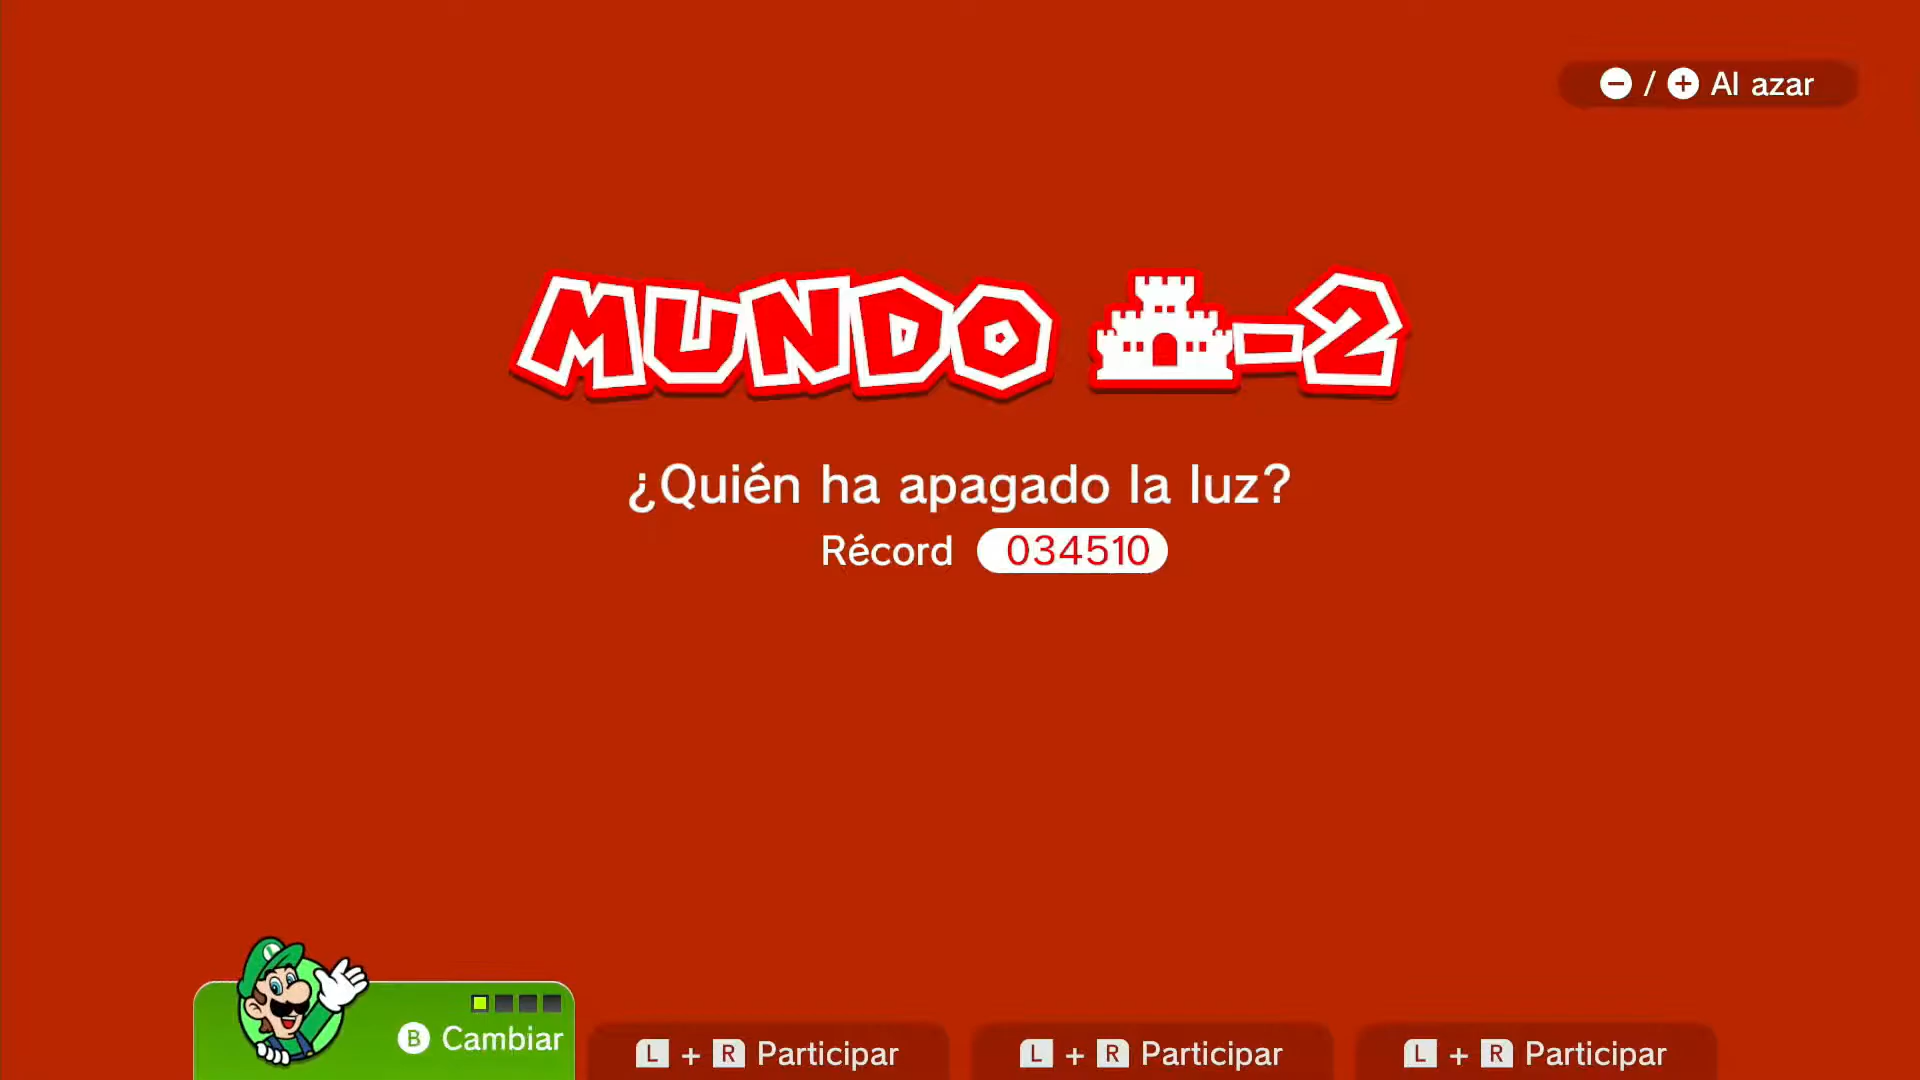 − / + Al azar
MUNDO -2
¿Quién ha apagado la luz?
Récord 034510
B Cambiar
L + R Participar
L + R Participar
L + R Participar